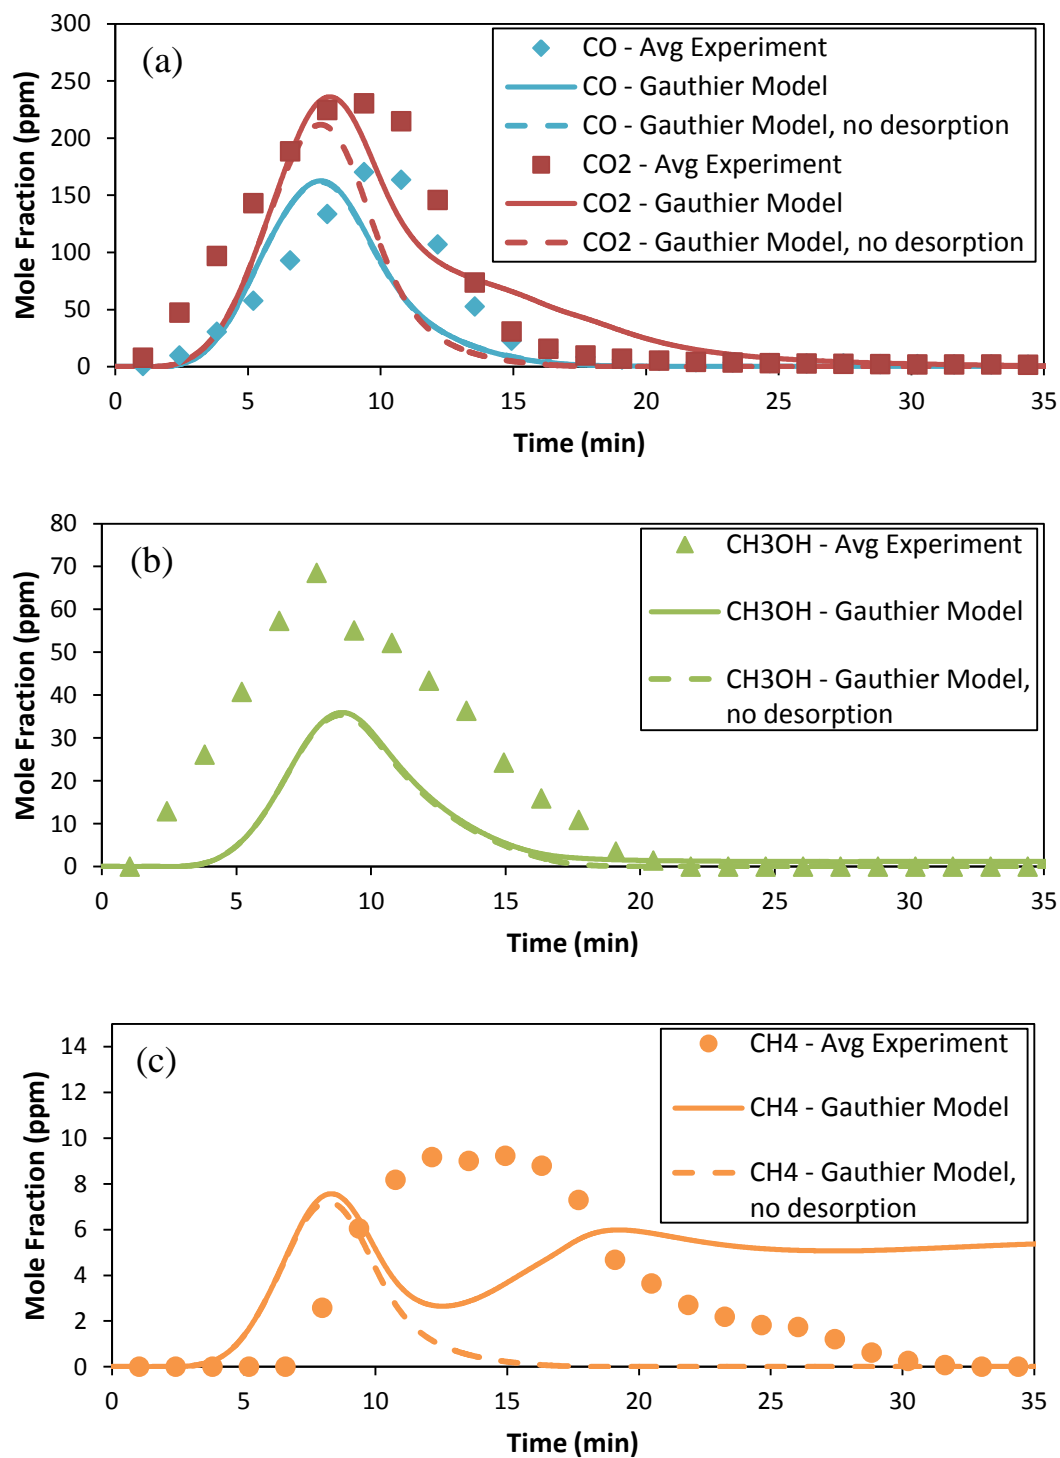 300
250
200
150
100
50
0
Mole Fraction (ppm)
(a)
CO - Avg Experiment
CO - Gauthier Model
CO - Gauthier Model, no desorption
CO2 - Avg Experiment
CO2 - Gauthier Model
CO2 - Gauthier Model, no desorption
0 5 10 15 20 25 30 35
Time (min)
80
70
60
50
40
30
20
10
0
Mole Fraction (ppm)
(b)
CH3OH - Avg Experiment
CH3OH - Gauthier Model
CH3OH - Gauthier Model,
no desorption
0 5 10 15 20 25 30 35
Time (min)
14
12
10
8
6
4
2
0
Mole Fraction (ppm)
(c)
CH4 - Avg Experiment
CH4 - Gauthier Model
CH4 - Gauthier Model,
no desorption
0 5 10 15 20 25 30 35
Time (min)